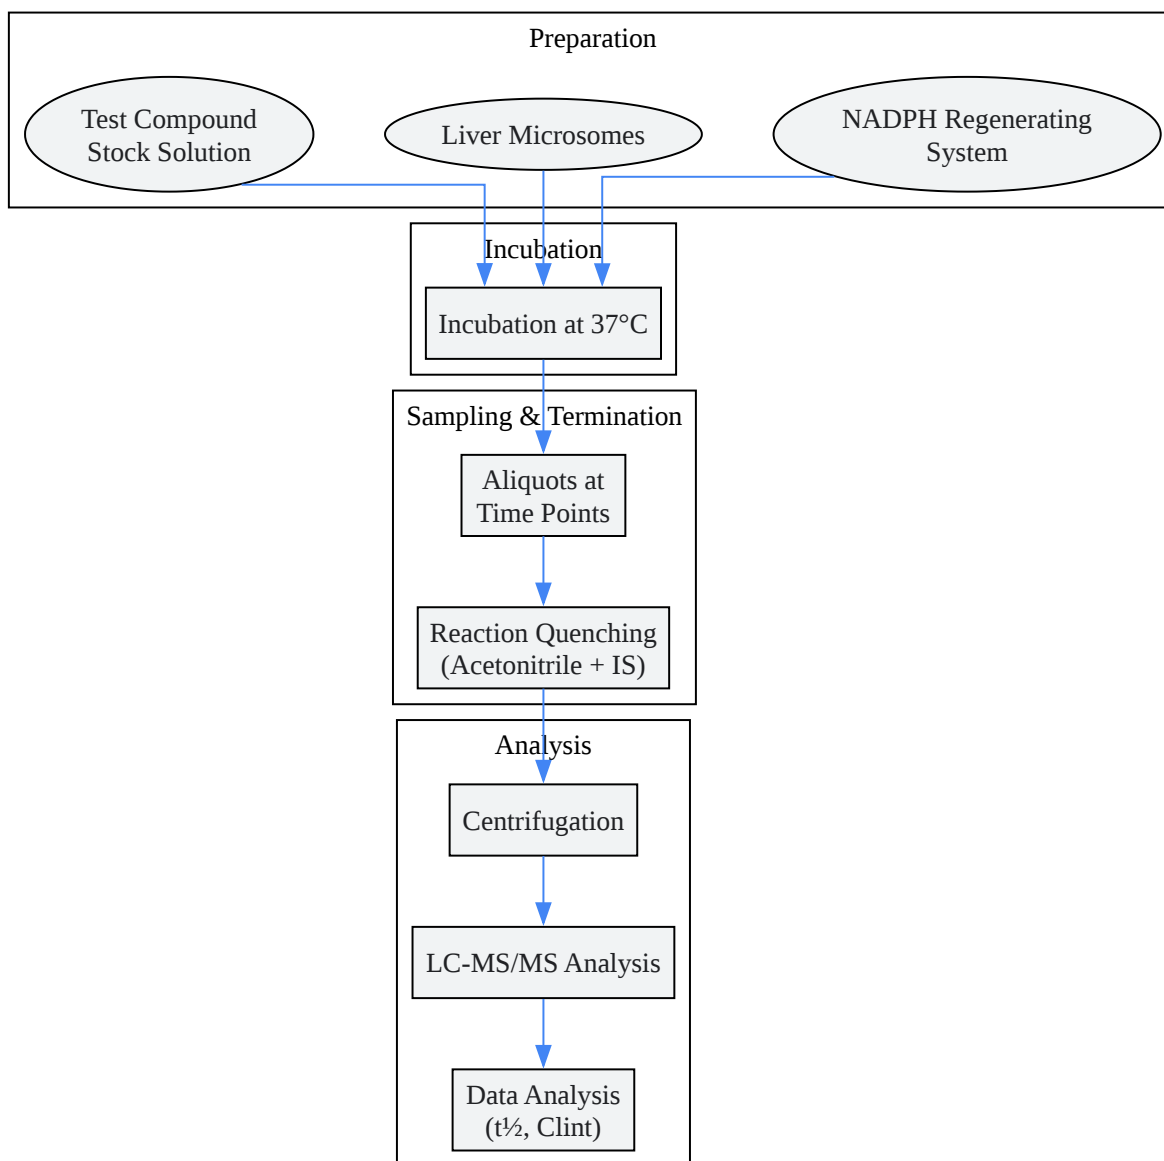 Preparation
Test Compound
Stock Solution
Liver Microsomes
NADPH Regenerating
System
Incubation
Incubation at 37°C
Sampling & Termination
Aliquots at
Time Points
Reaction Quenching
(Acetonitrile + IS)
Analysis
Centrifugation
LC-MS/MS Analysis
Data Analysis
(t½, Clint)